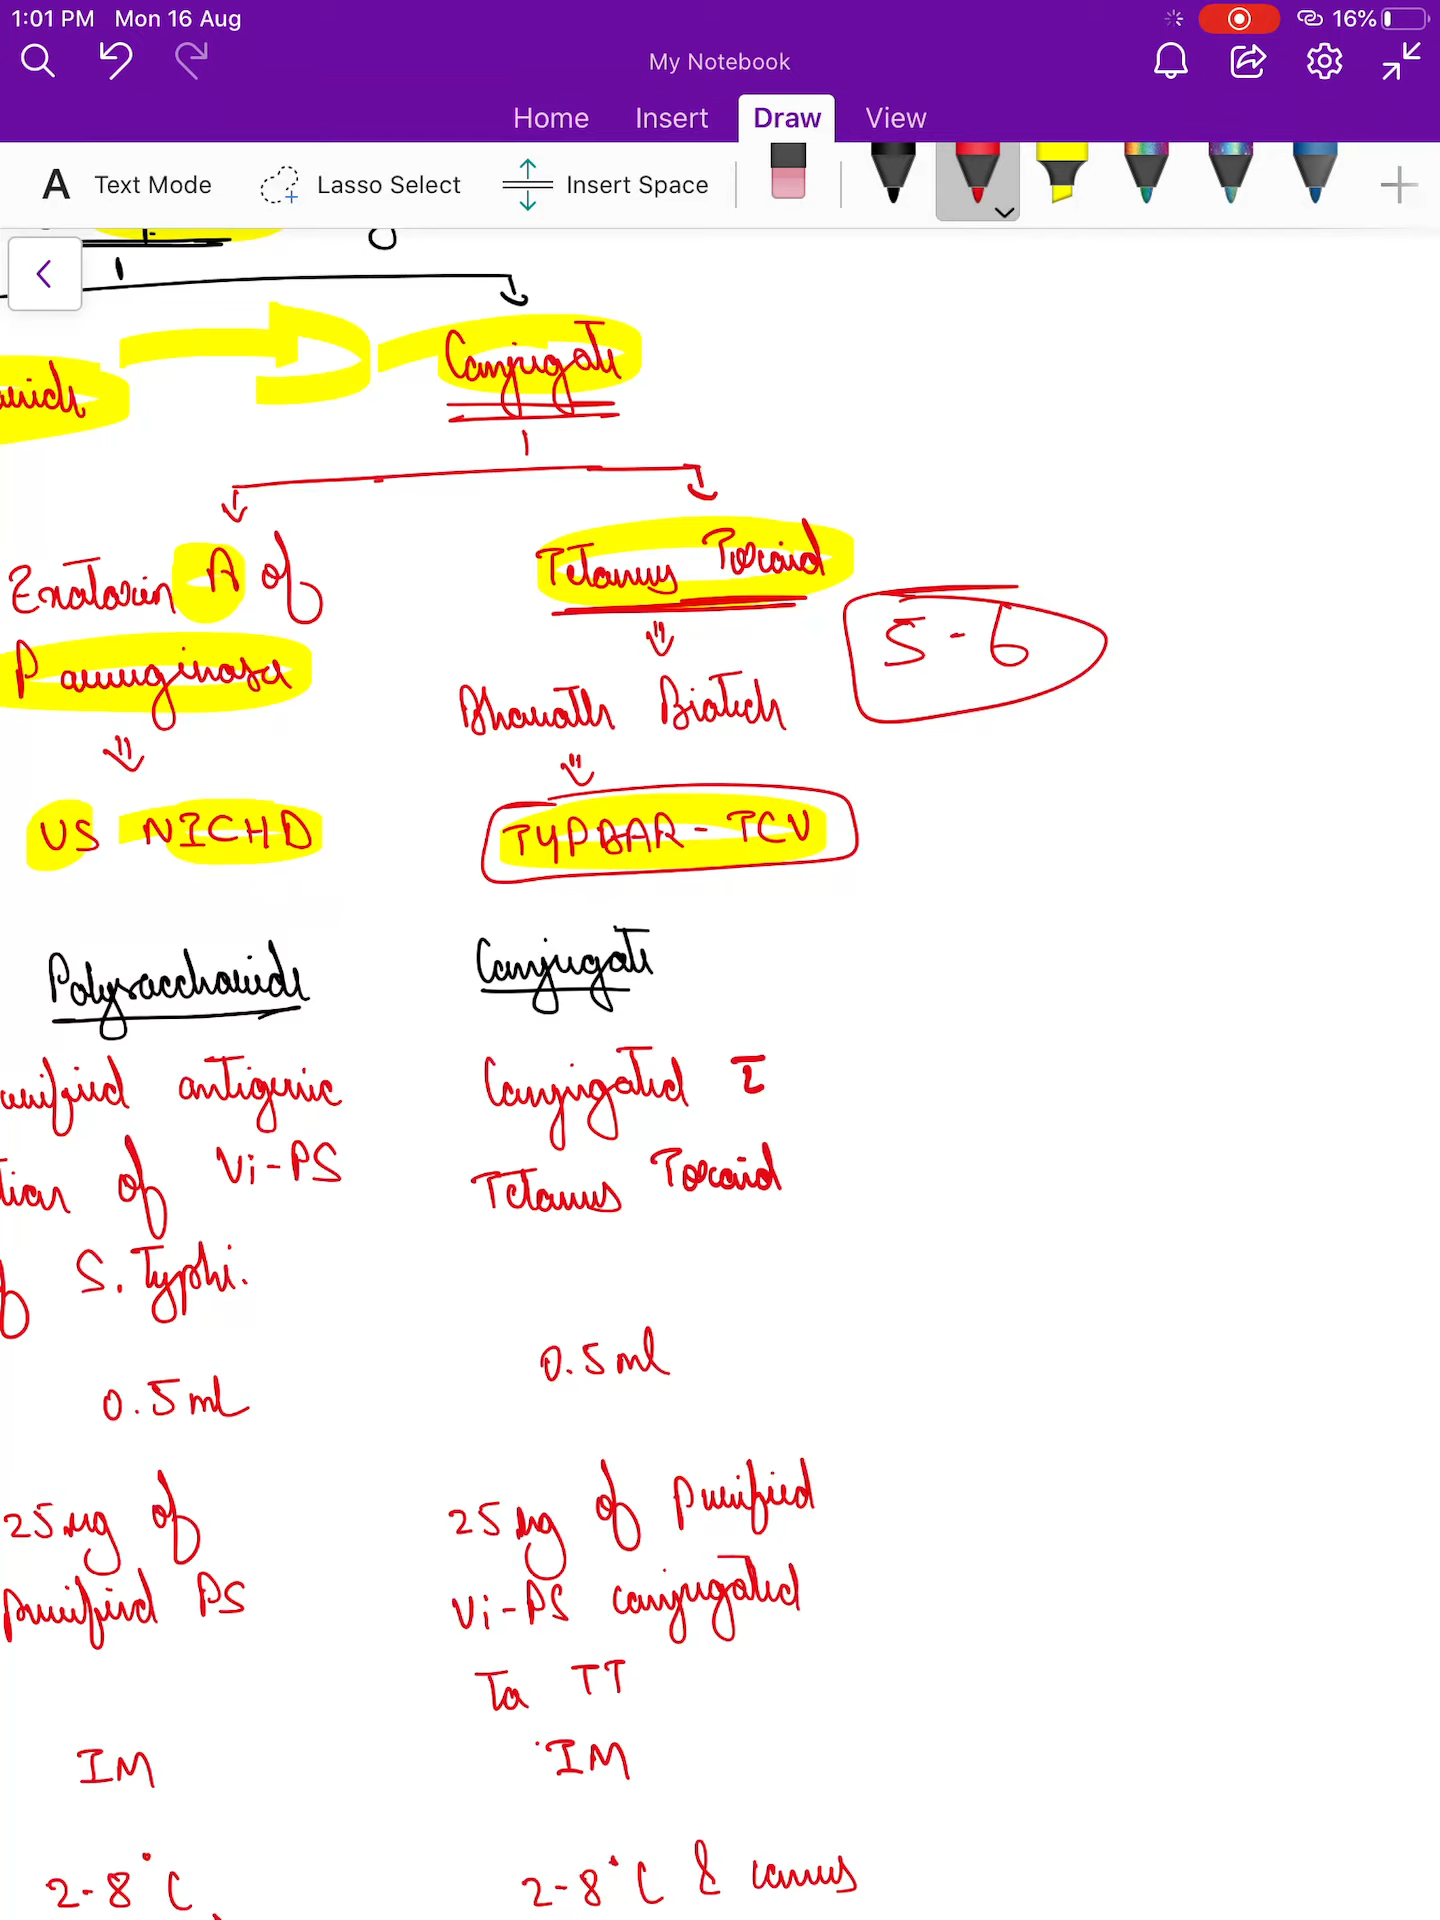 1:01 PM Mon 16 Aug 16%
My Notebook
Home Insert Draw View
A Text Mode Lasso Select Insert Space
Conjugate
Exotoxin A of
P aeruginosa
Tetanus Toxoid
5-6
Bharath Biotech
US NICHD
TYPBAR-TCV
Polysaccharide Conjugate
antigenic
Vi-PS
of
S. Typhi.
Conjugated c̄
Tetanus Toxoid
0.5 ml
0.5 ml
25 µg of
purified PS
25 µg of Purified
Vi-PS conjugated
To TT
IM
IM
2-8°C
2-8°C &